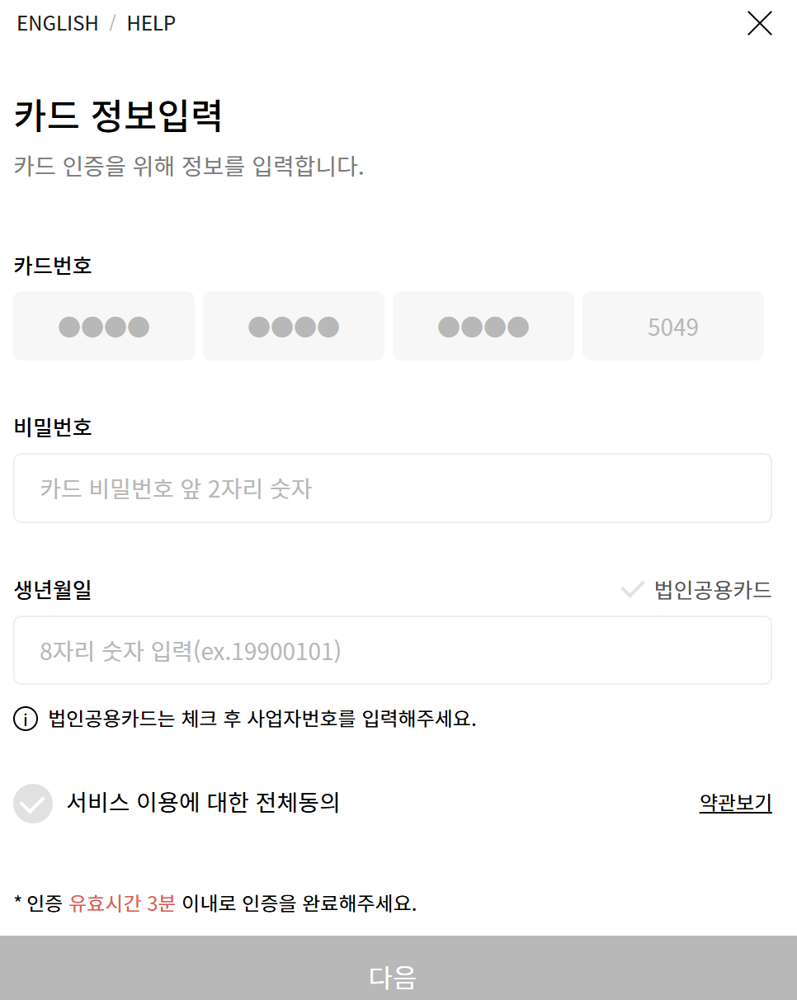 ENGLISH / HELP
카드 정보입력
카드 인증을 위해 정보를 입력합니다.
카드번호
●●●● ●●●● ●●●● 5049
비밀번호
카드 비밀번호 앞 2자리 숫자
생년월일 법인공용카드
8자리 숫자 입력(ex.19900101)
법인공용카드는 체크 후 사업자번호를 입력해주세요.
서비스 이용에 대한 전체동의 약관보기
* 인증 유효시간 3분 이내로 인증을 완료해주세요.
다음